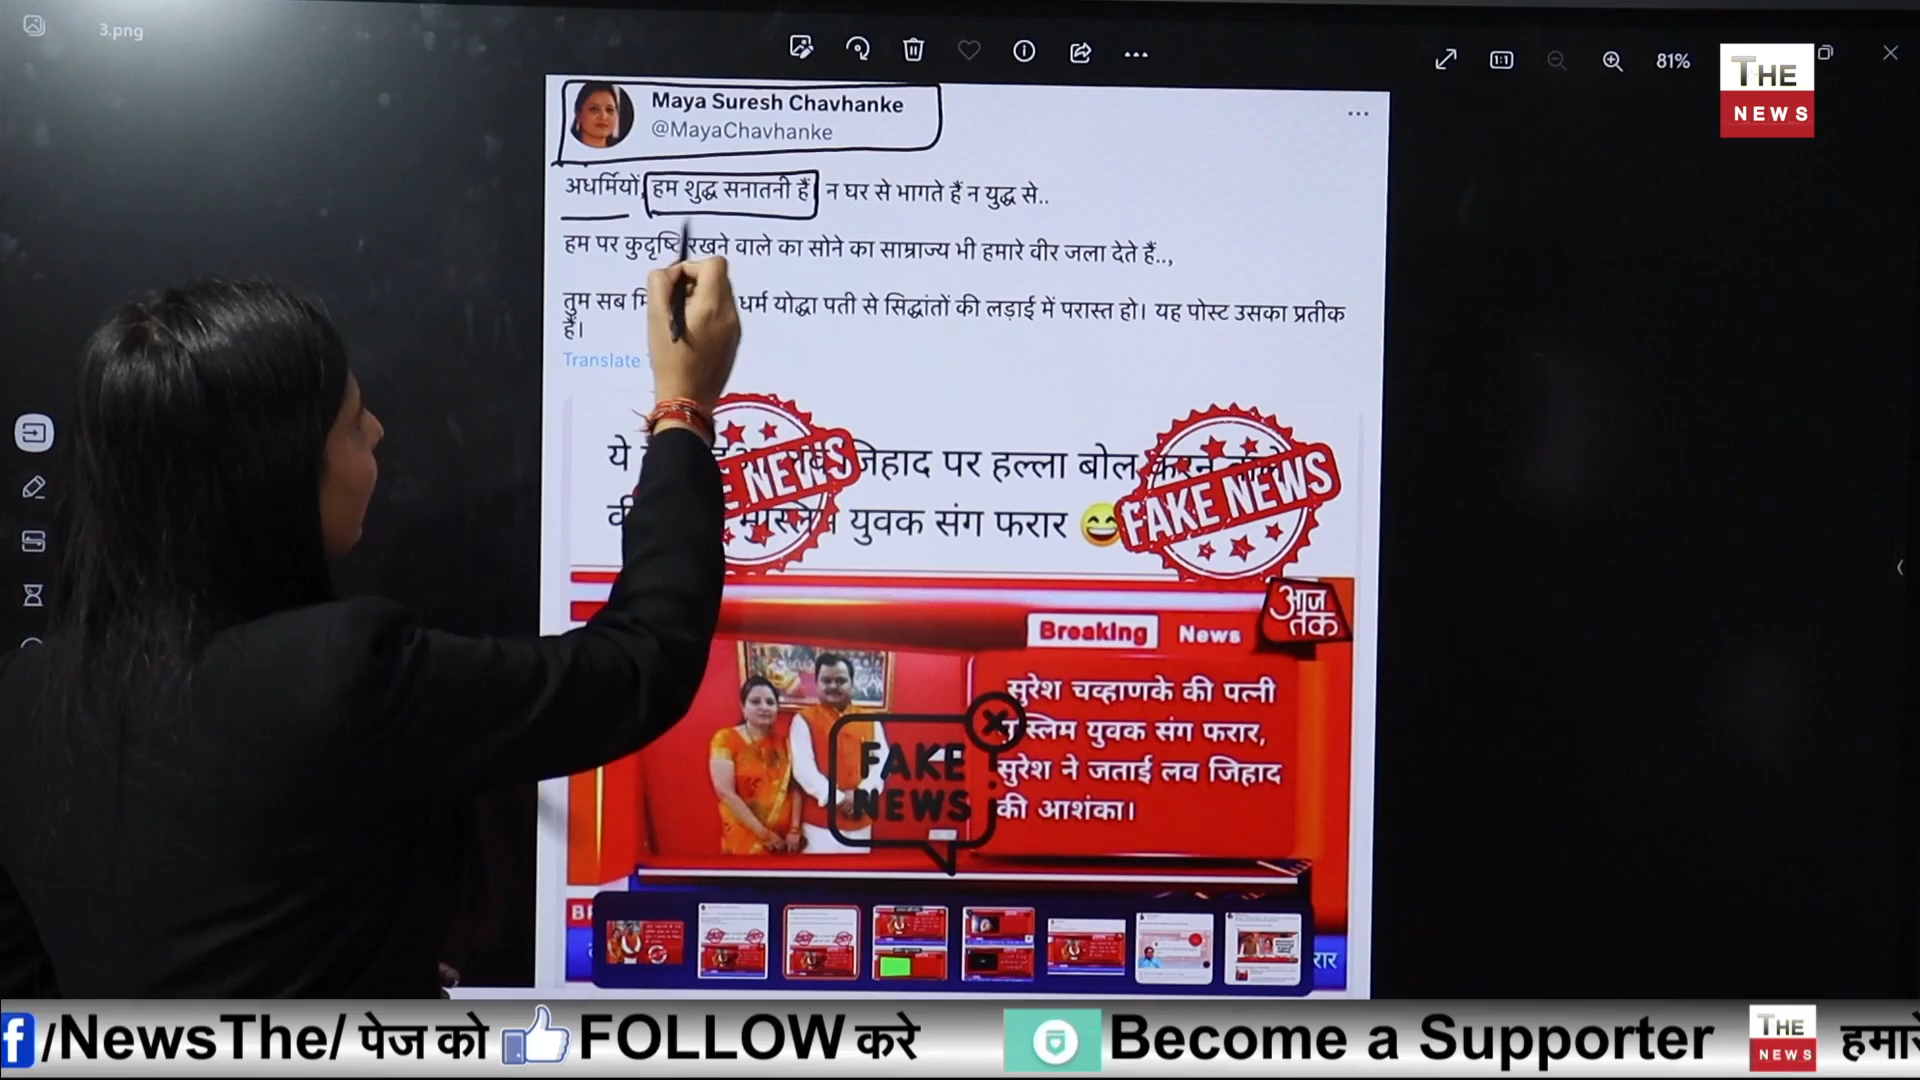 3.png
81%
THE
NEWS
Maya Suresh Chavhanke
@MayaChavhanke
अधर्मियों, हम शुद्ध सनातनी हैं, न घर से भागते हैं न युद्ध से..
हम पर कुदृष्टि रखने वाले का सोने का साम्राज्य भी हमारे वीर जला देते हैं..,
तुम सब धर्म योद्धा पती से सिद्धांतों की लड़ाई में परास्त हो। यह पोस्ट उसका प्रतीक
हैं।
Translate
ये जिहाद पर हल्ला बोल करने
मुस्लिम युवक संग फरार
NEWS
FAKE NEWS
आज
तक
Breaking News
सुरेश चव्हाणके की पत्नी
युवक संग फरार,
सुरेश ने जताई लव जिहाद
की आशंका।
FAKE
NEWS
/NewsThe/ पेज को FOLLOW करे
Become a Supporter
THE
NEWS